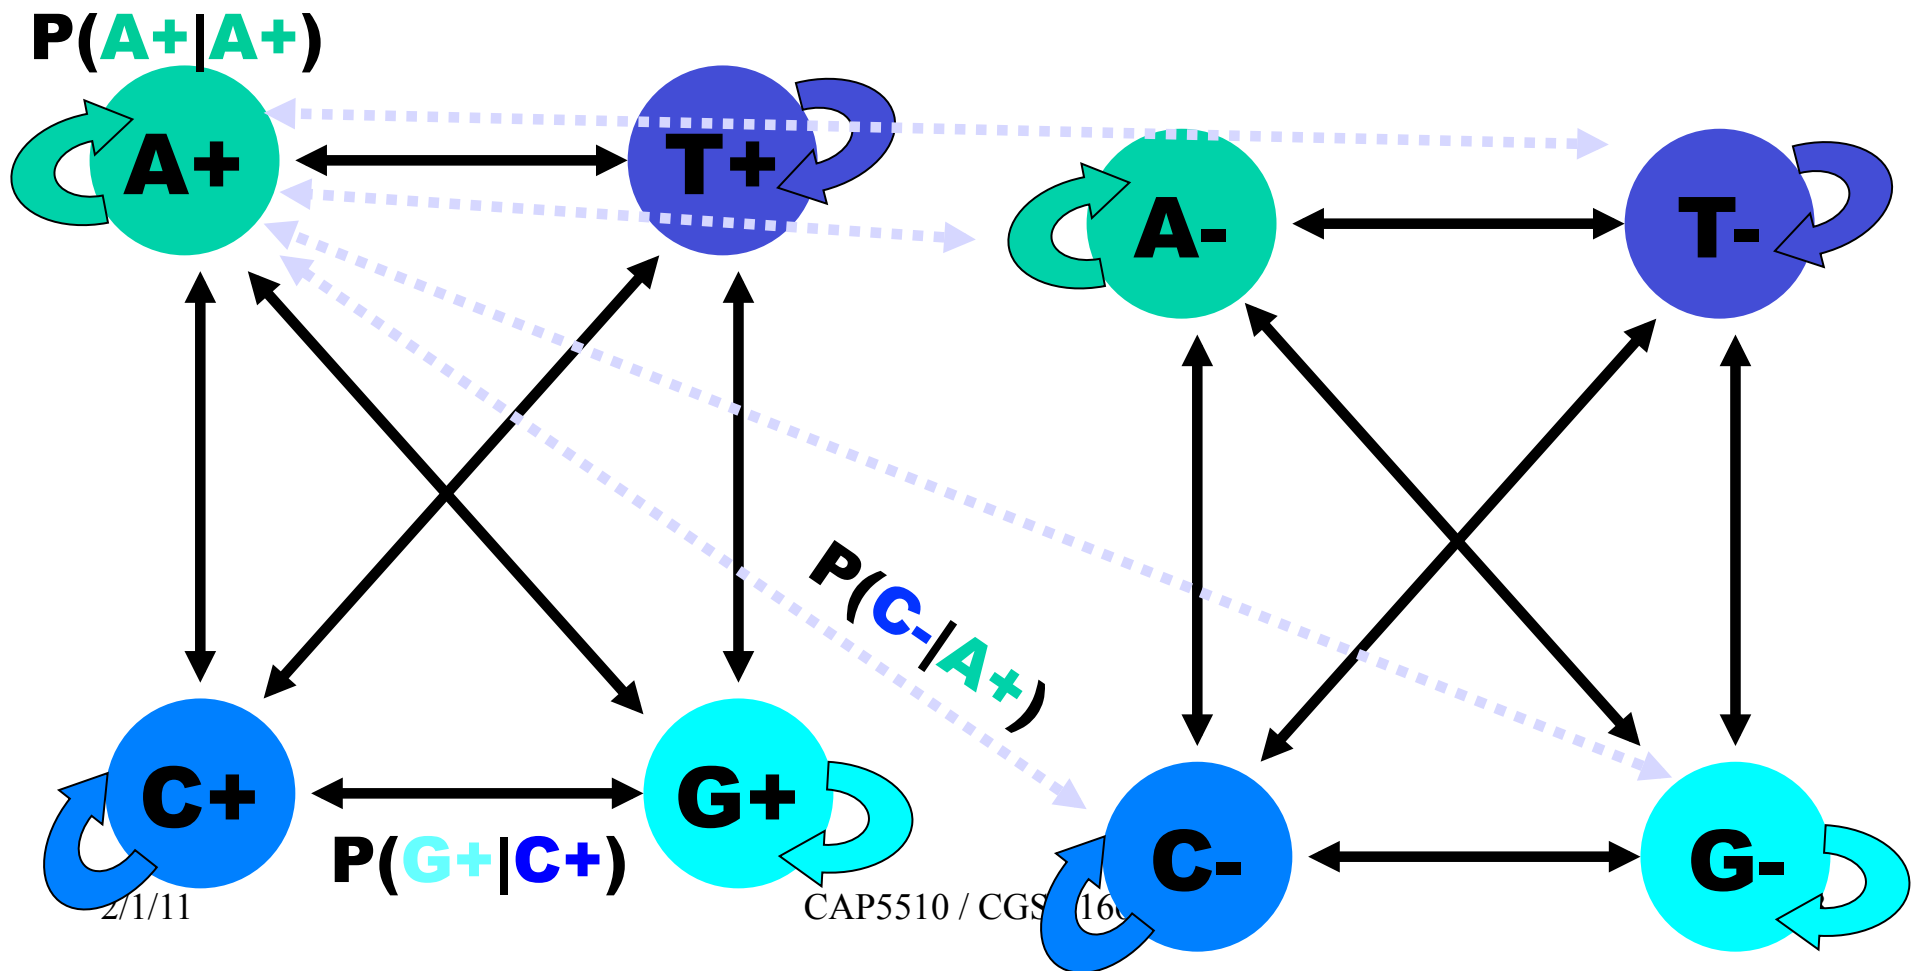 P(A+|A+)
A+
T+
A-
T-
P(C-|A+)
C+
G+
C-
G-
P(G+|C+)
2/1/11
CAP5510 / CGS